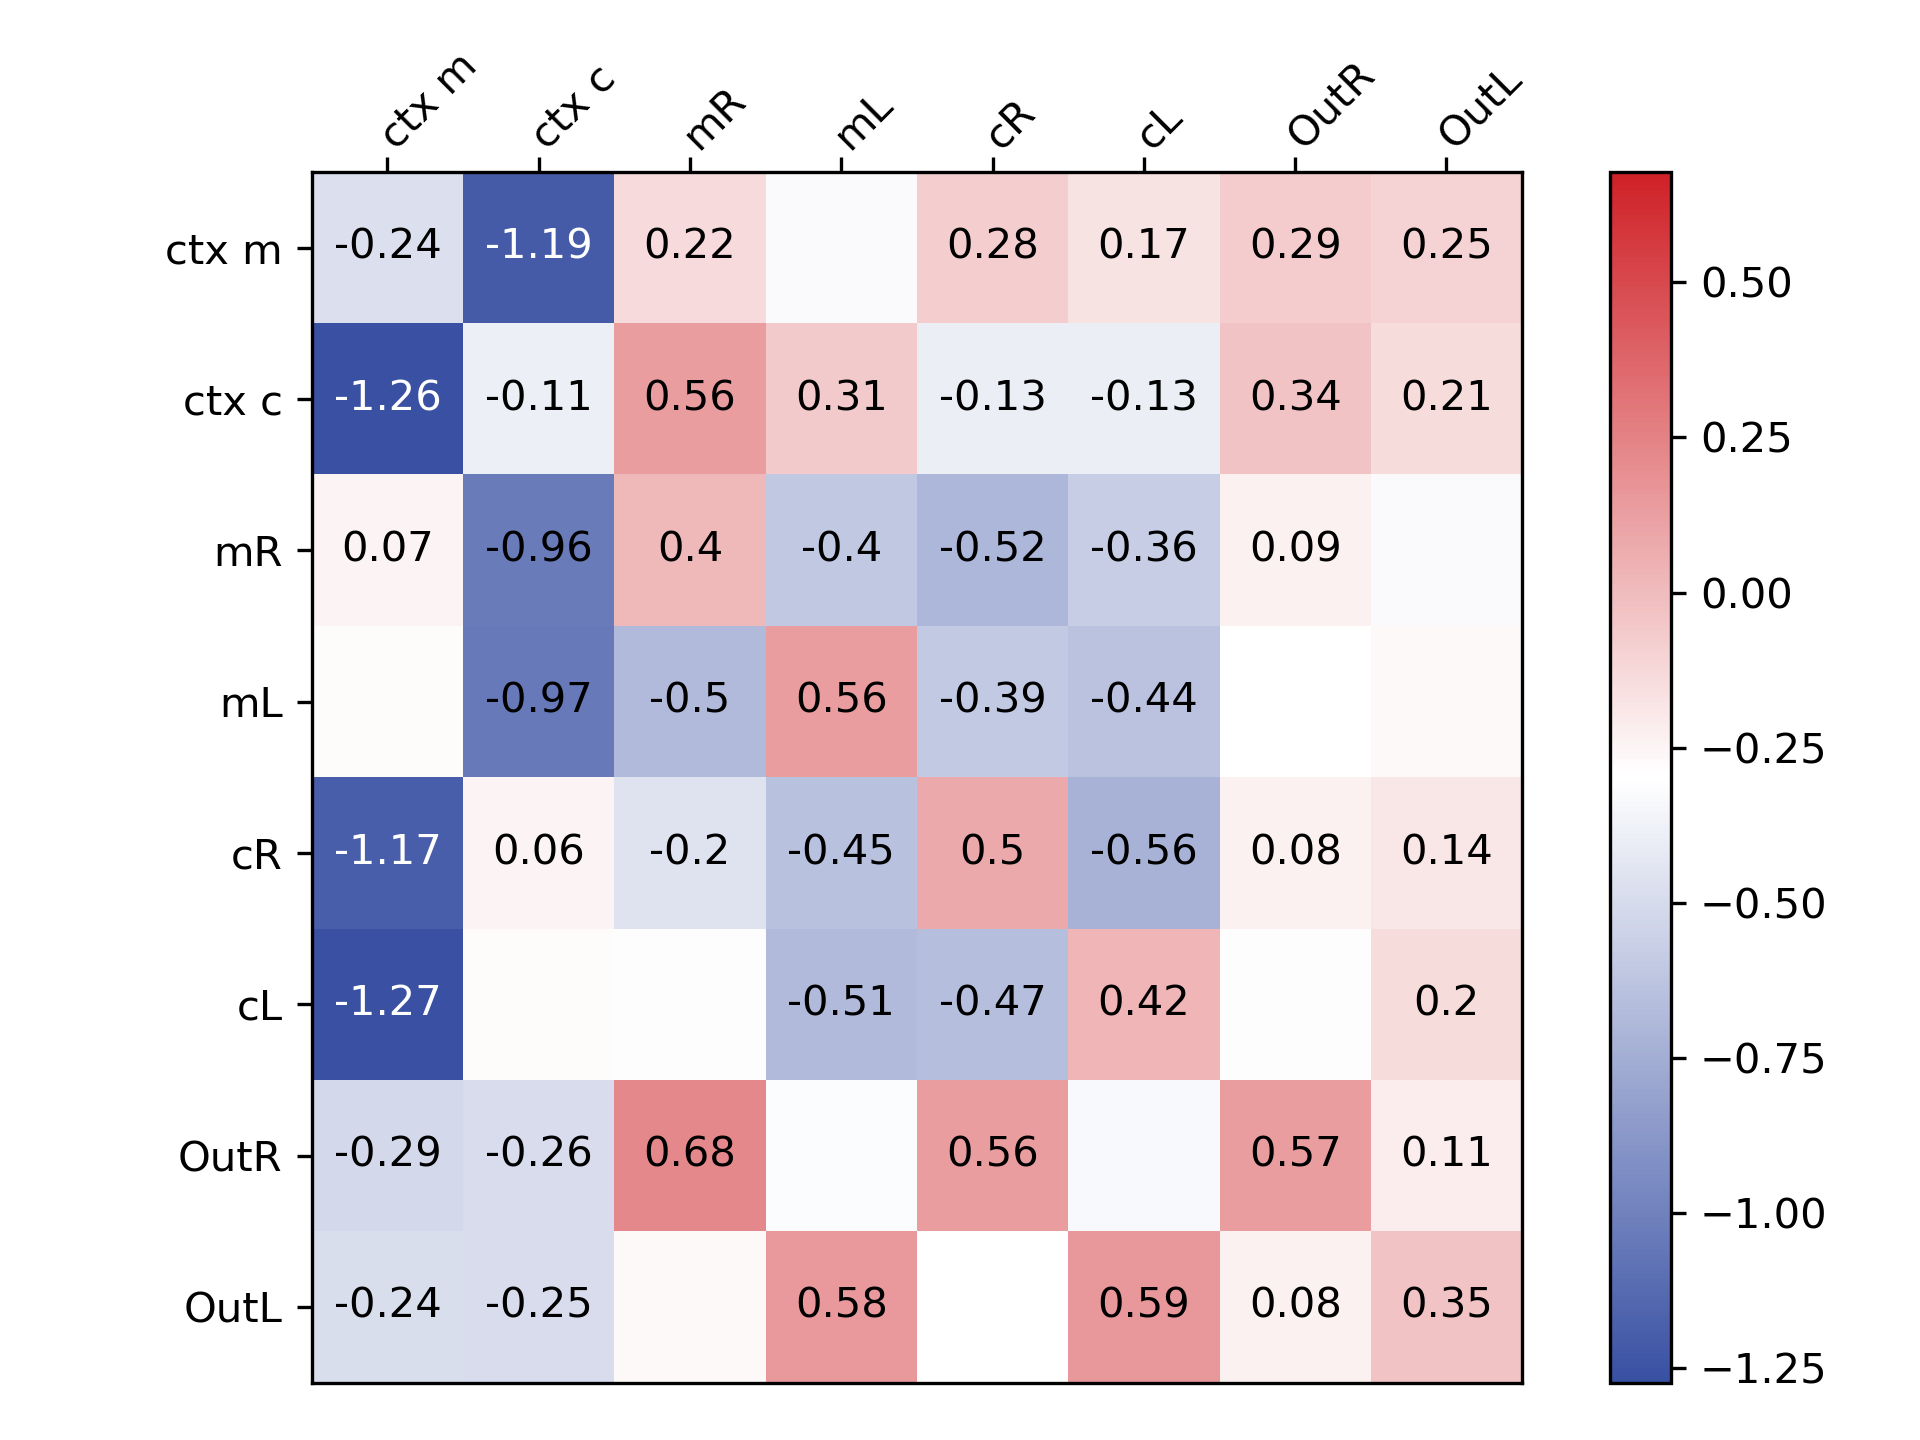 ctx m ctx c mR mL cR cL OutR OutL
ctx m -0.24 -1.19 0.22 0.28 0.17 0.29 0.25
ctx c -1.26 -0.11 0.56 0.31 -0.13 -0.13 0.34 0.21
mR 0.07 -0.96 0.4 -0.4 -0.52 -0.36 0.09
mL -0.97 -0.5 0.56 -0.39 -0.44
cR -1.17 0.06 -0.2 -0.45 0.5 -0.56 0.08 0.14
cL -1.27 -0.51 -0.47 0.42 0.2
OutR -0.29 -0.26 0.68 0.56 0.57 0.11
OutL -0.24 -0.25 0.58 0.59 0.08 0.35
0.50
0.25
0.00
−0.25
−0.50
−0.75
−1.00
−1.25